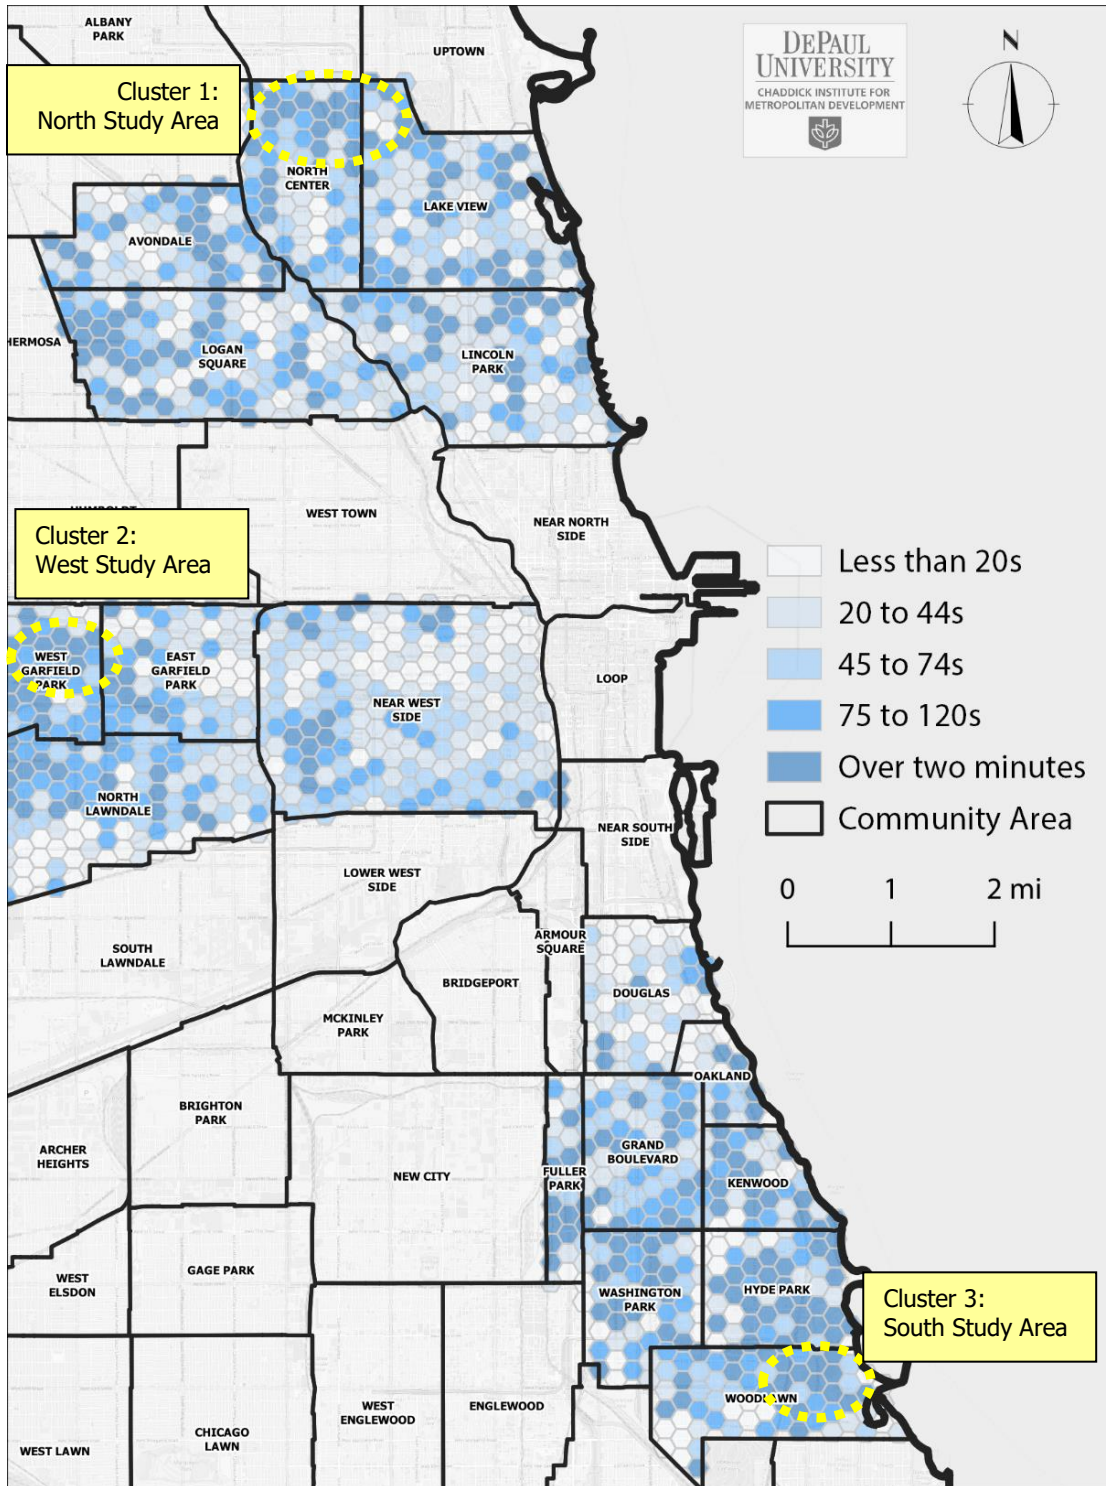 ALBANY
PARK
UPTOWN
DEPAUL
UNIVERSITY
CHADDICK INSTITUTE FOR
METROPOLITAN DEVELOPMENT
N
Cluster 1:
North Study Area
NORTH
CENTER
LAKE VIEW
AVONDALE
HERMOSA
LOGAN
SQUARE
LINCOLN
PARK
WEST TOWN
NEAR NORTH
SIDE
Cluster 2:
West Study Area
Less than 20s
20 to 44s
45 to 74s
75 to 120s
Over two minutes
Community Area
0 1 2 mi
WEST
GARFIELD
PARK
EAST
GARFIELD
PARK
NEAR WEST
SIDE
LOOP
NORTH
LAWNDALE
NEAR SOUTH
SIDE
LOWER WEST
SIDE
SOUTH
LAWNDALE
ARMOUR
SQUARE
BRIDGEPORT
DOUGLAS
MCKINLEY
PARK
OAKLAND
BRIGHTON
PARK
ARCHER
HEIGHTS
NEW CITY
FULLER
PARK
GRAND
BOULEVARD
KENWOOD
WEST
ELSDON
GAGE PARK
WASHINGTON
PARK
HYDE PARK
Cluster 3:
South Study Area
WOODLAWN
WEST
ENGLEWOOD
ENGLEWOOD
CHICAGO
LAWN
WEST LAWN